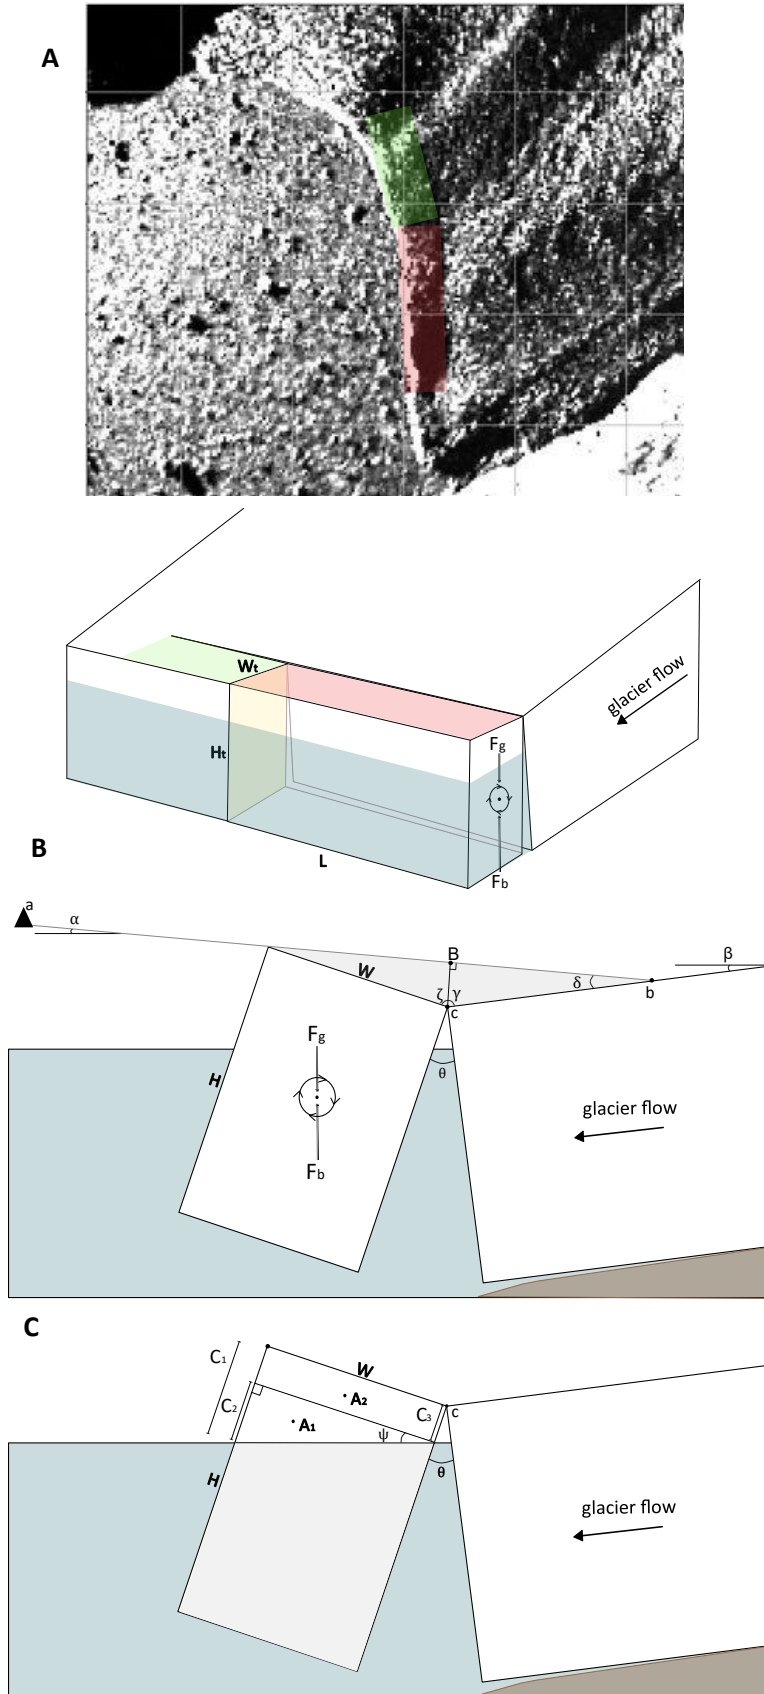 A
Wt
glacier flow
Ht
Fg
L
Fb
B
a
α
B
β
W
δ
b
ζ γ
c
Fg
θ
H
glacier flow
Fb
C
C1
W
C2
A2
C3
c
A1
ψ
θ
H
glacier flow